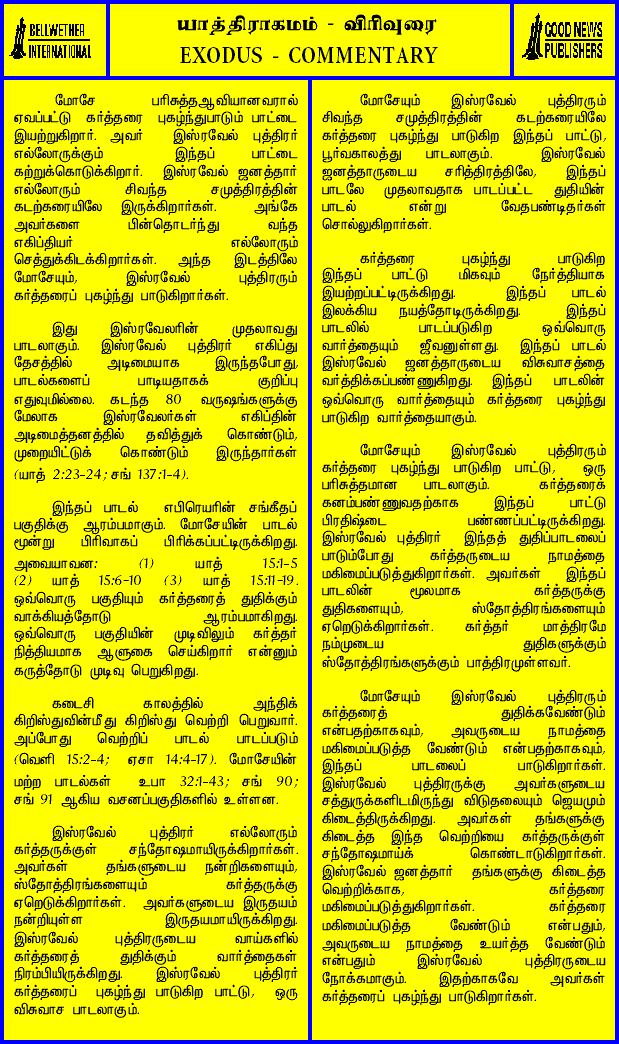 BELLWETHER
INTERNATIONAL
யாத்திராகமம் - விரிவுரை
EXODUS - COMMENTARY
GOOD NEWS
PUBLISHERS
மோசே பரிசுத்தஆவியானவரால்
ஏவப்பட்டு கர்த்தரை புகழ்ந்துபாடும் பாட்டை
இயற்றுகிறார். அவர் இஸ்ரவேல் புத்திரர்
எல்லோருக்கும் இந்தப் பாட்டை
கற்றுக்கொடுக்கிறார். இஸ்ரவேல் ஜனத்தார்
எல்லோரும் சிவந்த சமுத்திரத்தின்
கடற்கரையிலே இருக்கிறார்கள். அங்கே
அவர்களை பின்தொடர்ந்து வந்த
எகிப்தியர் எல்லோரும்
செத்துக்கிடக்கிறார்கள். அந்த இடத்திலே
மோசேயும், இஸ்ரவேல் புத்திரரும்
கர்த்தரைப் புகழ்ந்து பாடுகிறார்கள்.
இது இஸ்ரவேலரின் முதலாவது
பாடலாகும். இஸ்ரவேல் புத்திரர் எகிப்து
தேசத்தில் அடிமையாக இருந்தபோது,
பாடல்களைப் பாடியதாகக் குறிப்பு
எதுவுமில்லை. கடந்த 80 வருஷங்களுக்கு
மேலாக இஸ்ரவேலர்கள் எகிப்தின்
அடிமைத்தனத்தில் தவித்துக் கொண்டும்,
முறையிட்டுக் கொண்டும் இருந்தார்கள்
(யாத் 2:23-24; சங் 137:1-4).
இந்தப் பாடல் எபிரெயரின் சங்கீதப்
பகுதிக்கு ஆரம்பமாகும். மோசேயின் பாடல்
மூன்று பிரிவாகப் பிரிக்கப்பட்டிருக்கிறது.
அவையாவன: (1) யாத் 15:1-5
(2) யாத் 15:6-10 (3) யாத் 15:11-19.
ஒவ்வொரு பகுதியும் கர்த்தரைத் துதிக்கும்
வாக்கியத்தோடு ஆரம்பமாகிறது.
ஒவ்வொரு பகுதியின் முடிவிலும் கர்த்தர்
நித்தியமாக ஆளுகை செய்கிறார் என்னும்
கருத்தோடு முடிவு பெறுகிறது.
கடைசி காலத்தில் அந்திக்
கிறிஸ்துவின்மீது கிறிஸ்து வெற்றி பெறுவார்.
அப்போது வெற்றிப் பாடல் பாடப்படும்
(வெளி 15:2-4; ஏசா 14:4-17). மோசேயின்
மற்ற பாடல்கள் உபா 32:1-43; சங் 90;
சங் 91 ஆகிய வசனப்பகுதிகளில் உள்ளன.
இஸ்ரவேல் புத்திரர் எல்லோரும்
கர்த்தருக்குள் சந்தோஷமாயிருக்கிறார்கள்.
அவர்கள் தங்களுடைய நன்றிகளையும்,
ஸ்தோத்திரங்களையும் கர்த்தருக்கு
ஏறெடுக்கிறார்கள். அவர்களுடைய இருதயம்
நன்றியுள்ள இருதயமாயிருக்கிறது.
இஸ்ரவேல் புத்திரருடைய வாய்களில்
கர்த்தரைத் துதிக்கும் வார்த்தைகள்
நிரம்பியிருக்கிறது. இஸ்ரவேல் புத்திரர்
கர்த்தரைப் புகழ்ந்து பாடுகிற பாட்டு, ஒரு
விசுவாச பாடலாகும்.
மோசேயும் இஸ்ரவேல் புத்திரரும்
சிவந்த சமுத்திரத்தின் கடற்கரையிலே
கர்த்தரை புகழ்ந்து பாடுகிற இந்தப் பாட்டு,
பூர்வகாலத்து பாடலாகும். இஸ்ரவேல்
ஜனத்தாருடைய சரித்திரத்திலே, இந்தப்
பாடலே முதலாவதாக பாடப்பட்ட துதியின்
பாடல் என்று வேதபண்டிதர்கள்
சொல்லுகிறார்கள்.
கர்த்தரை புகழ்ந்து பாடுகிற
இந்தப் பாட்டு மிகவும் நேர்த்தியாக
இயற்றப்பட்டிருக்கிறது. இந்தப் பாடல்
இலக்கிய நயத்தோடிருக்கிறது. இந்தப்
பாடலில் பாடப்படுகிற ஒவ்வொரு
வார்த்தையும் ஜீவனுள்ளது. இந்தப் பாடல்
இஸ்ரவேல் ஜனத்தாருடைய விசுவாசத்தை
வர்த்திக்கப்பண்ணுகிறது. இந்தப் பாடலின்
ஒவ்வொரு வார்த்தையும் கர்த்தரை புகழ்ந்து
பாடுகிற வார்த்தையாகும்.
மோசேயும் இஸ்ரவேல் புத்திரரும்
கர்த்தரை புகழ்ந்து பாடுகிற பாட்டு, ஒரு
பரிசுத்தமான பாடலாகும். கர்த்தரைக்
கனம்பண்ணுவதற்காக இந்தப் பாட்டு
பிரதிஷ்டை பண்ணப்பட்டிருக்கிறது.
இஸ்ரவேல் புத்திரர் இந்தத் துதிப்பாடலைப்
பாடும்போது கர்த்தருடைய நாமத்தை
மகிமைப்படுத்துகிறார்கள். அவர்கள் இந்தப்
பாடலின் மூலமாக கர்த்தருக்கு
துதிகளையும், ஸ்தோத்திரங்களையும்
ஏறெடுக்கிறார்கள். கர்த்தர் மாத்திரமே
நம்முடைய துதிகளுக்கும்
ஸ்தோத்திரங்களுக்கும் பாத்திரமுள்ளவர்.
மோசேயும் இஸ்ரவேல் புத்திரரும்
கர்த்தரைத் துதிக்கவேண்டும்
என்பதற்காகவும், அவருடைய நாமத்தை
மகிமைப்படுத்த வேண்டும் என்பதற்காகவும்,
இந்தப் பாடலைப் பாடுகிறார்கள்.
இஸ்ரவேல் புத்திரருக்கு அவர்களுடைய
சத்துருக்களிடமிருந்து விடுதலையும் ஜெயமும்
கிடைத்திருக்கிறது. அவர்கள் தங்களுக்கு
கிடைத்த இந்த வெற்றியை கர்த்தருக்குள்
சந்தோஷமாய்க் கொண்டாடுகிறார்கள்.
இஸ்ரவேல் ஜனத்தார் தங்களுக்கு கிடைத்த
வெற்றிக்காக, கர்த்தரை
மகிமைப்படுத்துகிறார்கள். கர்த்தரை
மகிமைப்படுத்த வேண்டும் என்பதும்,
அவருடைய நாமத்தை உயர்த்த வேண்டும்
என்பதும் இஸ்ரவேல் புத்திரருடைய
நோக்கமாகும். இதற்காகவே அவர்கள்
கர்த்தரைப் புகழ்ந்து பாடுகிறார்கள்.